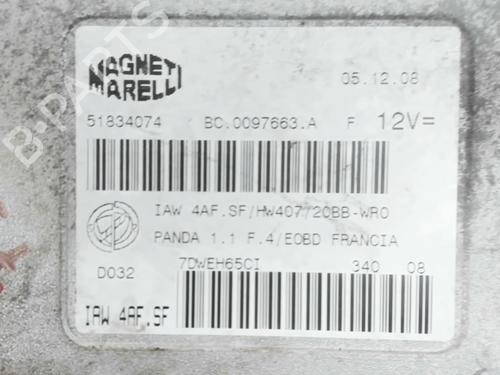 B-PARTS
MAGNETI
MARELLI
05.12.08
51834074 BC.0097663.A F 12V=
IAW 4AF.SF/HW407/20BB-WR0
PANDA 1.1 F.4/EOBD FRANCIA
D032 7DWEH65CI 340 08
IAW 4AF.SF